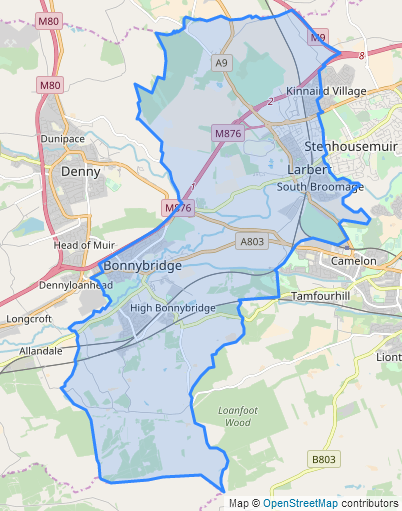 M80
M9
A9
8
M80
Kinnaird Village
2
M876
Dunipace
Stenhousemuir
Denny
Larber
1
South Broomage
M876
Head of Muir
A803
Camelon
Bonnybridge
Dennyloanhead
Tamfourhill
High Bonnybridge
Longcroft
Allandale
Liont
Loanfoot
Wood
B803
Map © OpenStreetMap contributors